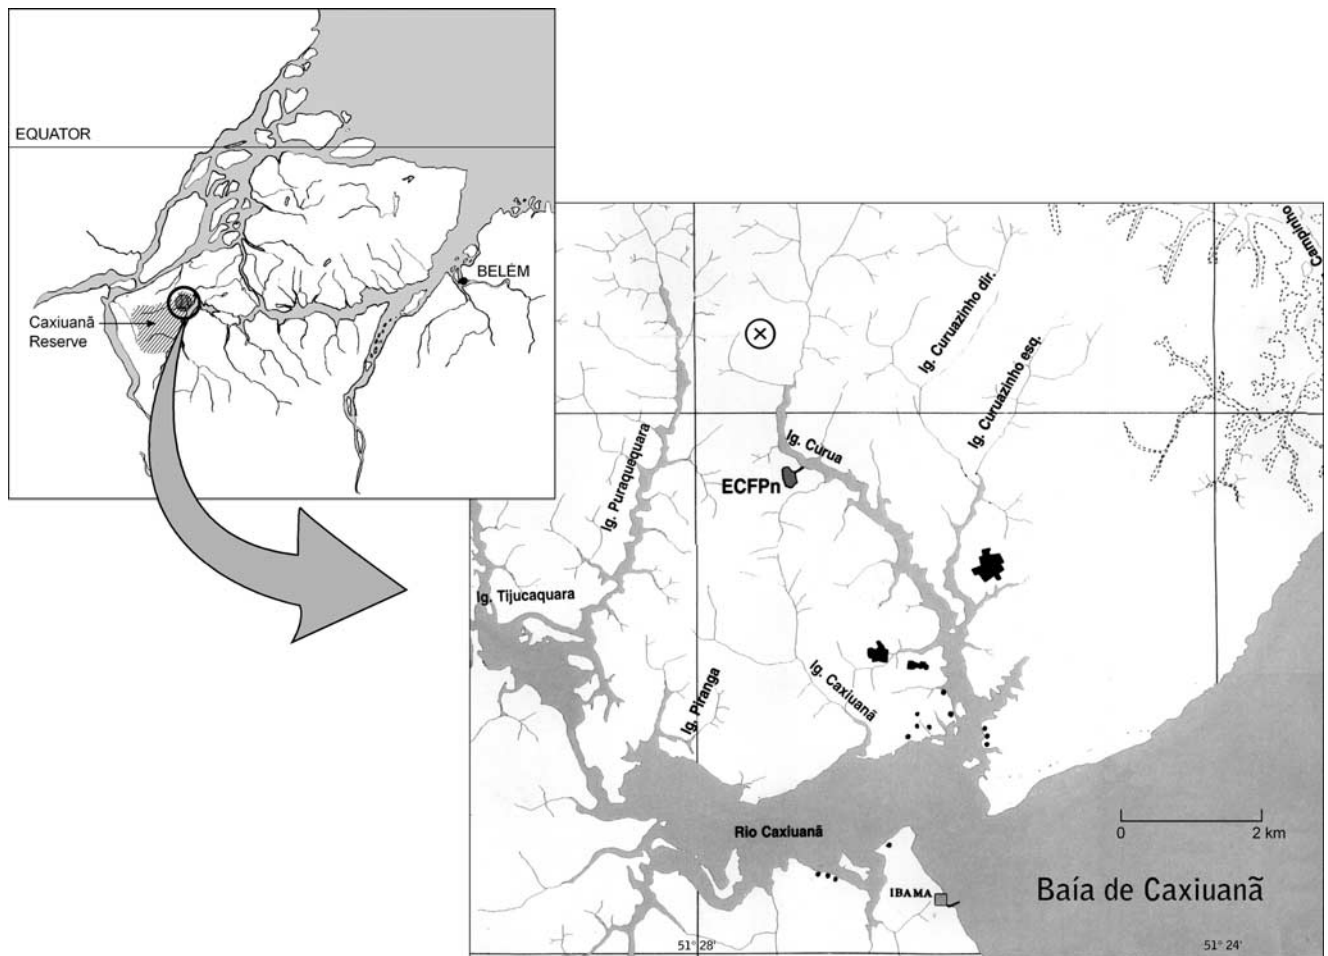 EQUATOR
BELÉM
Caxiuanã
Reserve
Campinho
Ig. Curuazinho dir.
Ig. Curuazinho esq.
Ig. Curua
ECFPn
Ig. Puraquequara
Ig. Tijucaquara
Ig. Piranga
Ig. Caxiuanã
0 2 km
Rio Caxiuanã
Baía de Caxiuanã
IBAMA
51° 28'
51° 24'